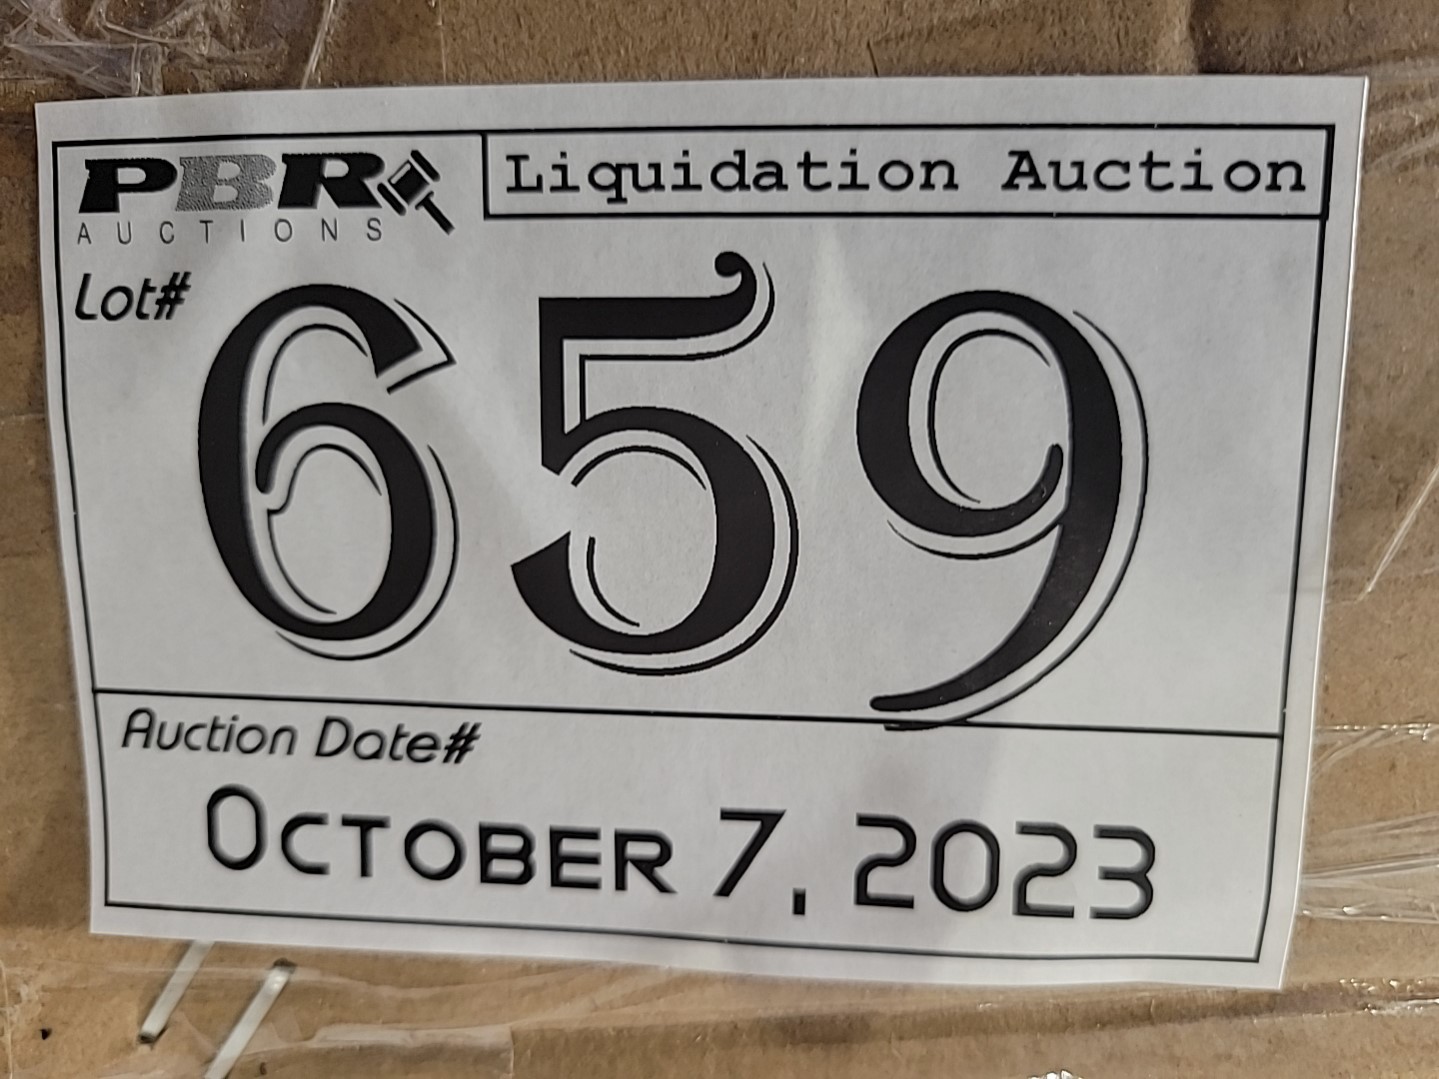 PBR
AUCTIONS
Liquidation Auction
Lot#
659
Auction Date#
OCTOBER 7, 2023